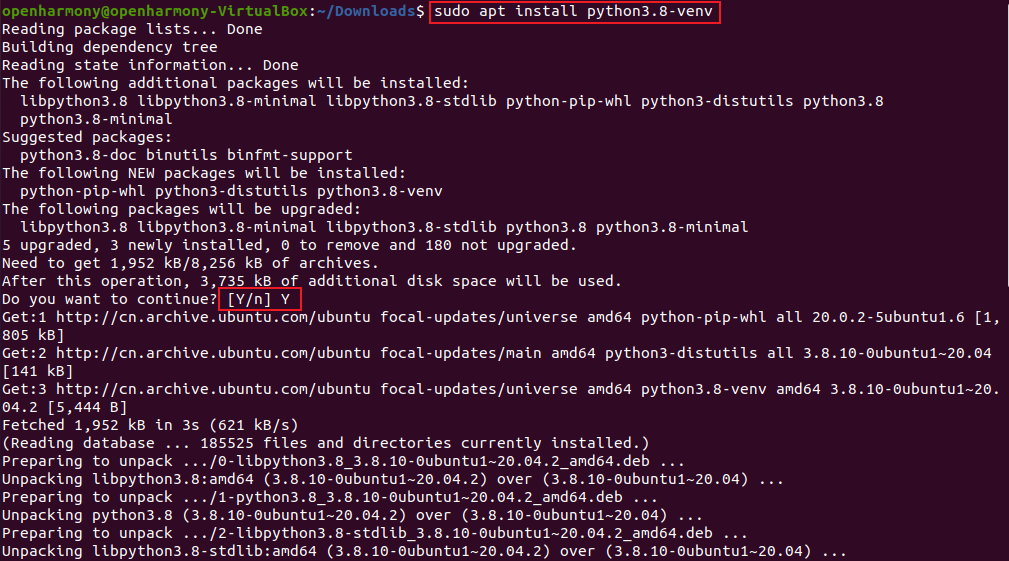 openharmony@openharmony-VirtualBox:~/Downloads$ sudo apt install python3.8-venv
Reading package lists... Done
Building dependency tree
Reading state information... Done
The following additional packages will be installed:
  libpython3.8 libpython3.8-minimal libpython3.8-stdlib python-pip-whl python3-distutils python3.8
  python3.8-minimal
Suggested packages:
  python3.8-doc binutils binfmt-support
The following NEW packages will be installed:
  python-pip-whl python3-distutils python3.8-venv
The following packages will be upgraded:
  libpython3.8 libpython3.8-minimal libpython3.8-stdlib python3.8 python3.8-minimal
5 upgraded, 3 newly installed, 0 to remove and 180 not upgraded.
Need to get 1,952 kB/8,256 kB of archives.
After this operation, 3,735 kB of additional disk space will be used.
Do you want to continue? [Y/n] Y
Get:1 http://cn.archive.ubuntu.com/ubuntu focal-updates/universe amd64 python-pip-whl all 20.0.2-5ubuntu1.6 [1,
805 kB]
Get:2 http://cn.archive.ubuntu.com/ubuntu focal-updates/main amd64 python3-distutils all 3.8.10-0ubuntu1~20.04
[141 kB]
Get:3 http://cn.archive.ubuntu.com/ubuntu focal-updates/universe amd64 python3.8-venv amd64 3.8.10-0ubuntu1~20.
04.2 [5,444 B]
Fetched 1,952 kB in 3s (621 kB/s)
(Reading database ... 185525 files and directories currently installed.)
Preparing to unpack .../0-libpython3.8_3.8.10-0ubuntu1~20.04.2_amd64.deb ...
Unpacking libpython3.8:amd64 (3.8.10-0ubuntu1~20.04.2) over (3.8.10-0ubuntu1~20.04) ...
Preparing to unpack .../1-python3.8_3.8.10-0ubuntu1~20.04.2_amd64.deb ...
Unpacking python3.8 (3.8.10-0ubuntu1~20.04.2) over (3.8.10-0ubuntu1~20.04) ...
Preparing to unpack .../2-libpython3.8-stdlib_3.8.10-0ubuntu1~20.04.2_amd64.deb ...
Unpacking libpython3.8-stdlib:amd64 (3.8.10-0ubuntu1~20.04.2) over (3.8.10-0ubuntu1~20.04) ...